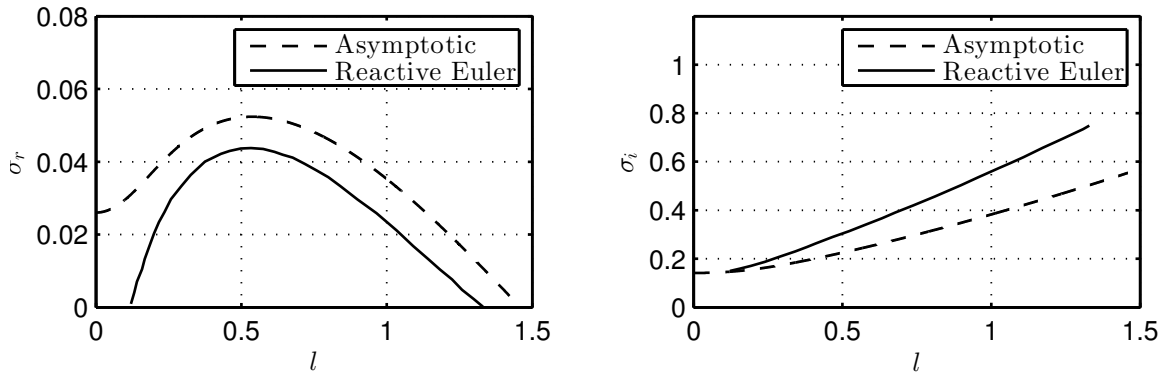 0.08
0.06
0.04
0.02
0
σᵣ
Asymptotic
Reactive Euler
0 0.5 1 1.5
l
1
0.8
0.6
0.4
0.2
0
σᵢ
Asymptotic
Reactive Euler
0 0.5 1 1.5
l